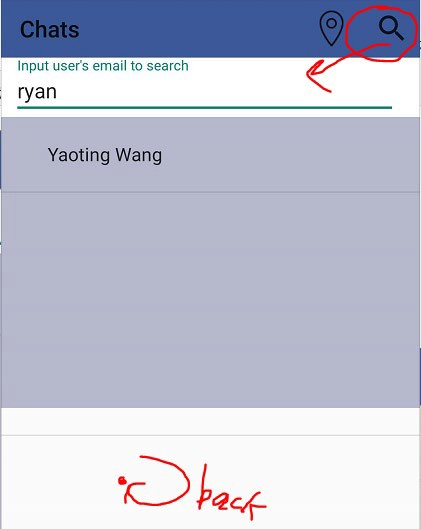 Chats
Input user's email to search
ryan
Yaoting Wang
back